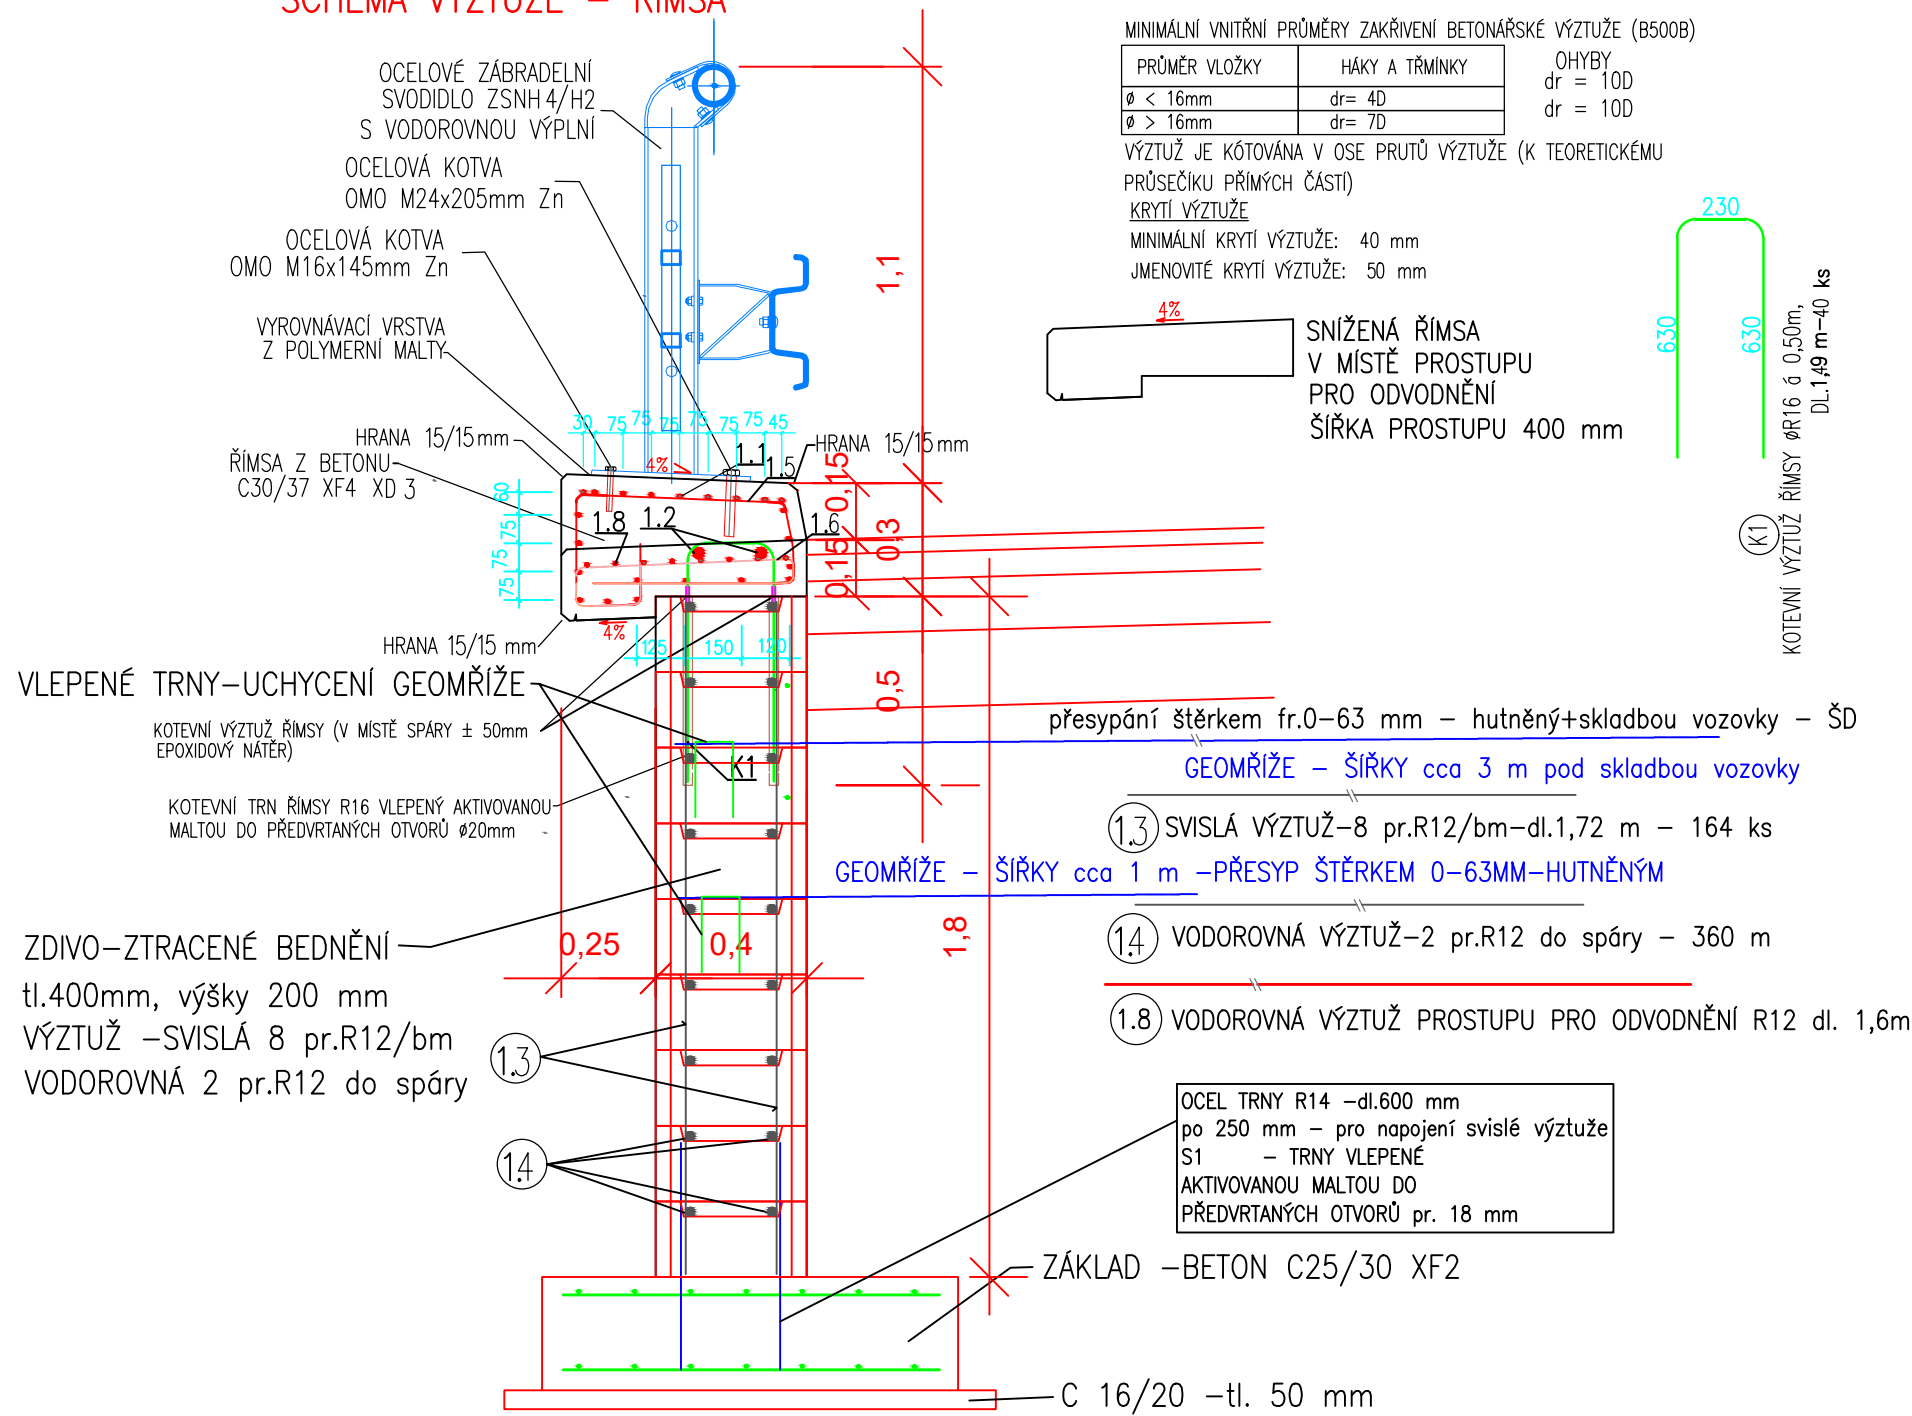 SCHÉMA VÝZTUŽE – ŘÍMSA
OCELOVÉ ZÁBRADELNÍ
SVODIDLO ZSNH4/H2
S VODOROVNOU VÝPLNÍ
OCELOVÁ KOTVA
OMO M24x205mm Zn
OCELOVÁ KOTVA
OMO M16x145mm Zn
VYROVNÁVACÍ VRSTVA
Z POLYMERNÍ MALTY
HRANA 15/15mm
ŘÍMSA Z BETONU
C30/37 XF4 XD3
HRANA 15/15mm
30 75 75 75 75 75 75 45
4%
1.1
1.5
1.8
1.2
1.6
60
75
75
75
0,15
0,15
0,3
1,1
4%
125 150 120
HRANA 15/15 mm
VLEPENÉ TRNY–UCHYCENÍ GEOMŘÍŽE
KOTEVNÍ VÝZTUŽ ŘÍMSY (V MÍSTĚ SPÁRY ± 50mm
EPOXIDOVÝ NÁTĚR)
K1
KOTEVNÍ TRN ŘÍMSY R16 VLEPENÝ AKTIVOVANOU
MALTOU DO PŘEDVRTANÝCH OTVORŮ ø20mm
0,5
ZDIVO–ZTRACENÉ BEDNĚNÍ
tl.400mm, výšky 200 mm
VÝZTUŽ –SVISLÁ 8 pr.R12/bm
VODOROVNÁ 2 pr.R12 do spáry
0,25
0,4
1,8
1.3
1.4
MINIMÁLNÍ VNITŘNÍ PRŮMĚRY ZAKŘIVENÍ BETONÁŘSKÉ VÝZTUŽE (B500B)
PRŮMĚR VLOŽKY HÁKY A TŘMÍNKY OHYBY
ø < 16mm dr= 4D dr = 10D
ø > 16mm dr= 7D dr = 10D
VÝZTUŽ JE KÓTOVÁNA V OSE PRUTŮ VÝZTUŽE (K TEORETICKÉMU
PRŮSEČÍKU PŘÍMÝCH ČÁSTÍ)
KRYTÍ VÝZTUŽE
MINIMÁLNÍ KRYTÍ VÝZTUŽE: 40 mm
JMENOVITÉ KRYTÍ VÝZTUŽE: 50 mm
4%
SNÍŽENÁ ŘÍMSA
V MÍSTĚ PROSTUPU
PRO ODVODNĚNÍ
ŠÍŘKA PROSTUPU 400 mm
230
630
630
K1
KOTEVNÍ VÝZTUŽ ŘÍMSY øR16 á 0,50m,
DL.1,49 m–40 ks
přesypání štěrkem fr.0–63 mm – hutněný+skladbou vozovky – ŠD
GEOMŘÍŽE – ŠÍŘKY cca 3 m pod skladbou vozovky
1.3 SVISLÁ VÝZTUŽ–8 pr.R12/bm–dl.1,72 m – 164 ks
GEOMŘÍŽE – ŠÍŘKY cca 1 m –PŘESYP ŠTĚRKEM 0–63MM–HUTNĚNÝM
1.4 VODOROVNÁ VÝZTUŽ–2 pr.R12 do spáry – 360 m
1.8 VODOROVNÁ VÝZTUŽ PROSTUPU PRO ODVODNĚNÍ R12 dl. 1,6m
OCEL TRNY R14 –dl.600 mm
po 250 mm – pro napojení svislé výztuže
S1 – TRNY VLEPENÉ
AKTIVOVANOU MALTOU DO
PŘEDVRTANÝCH OTVORŮ pr. 18 mm
ZÁKLAD –BETON C25/30 XF2
C 16/20 –tl. 50 mm